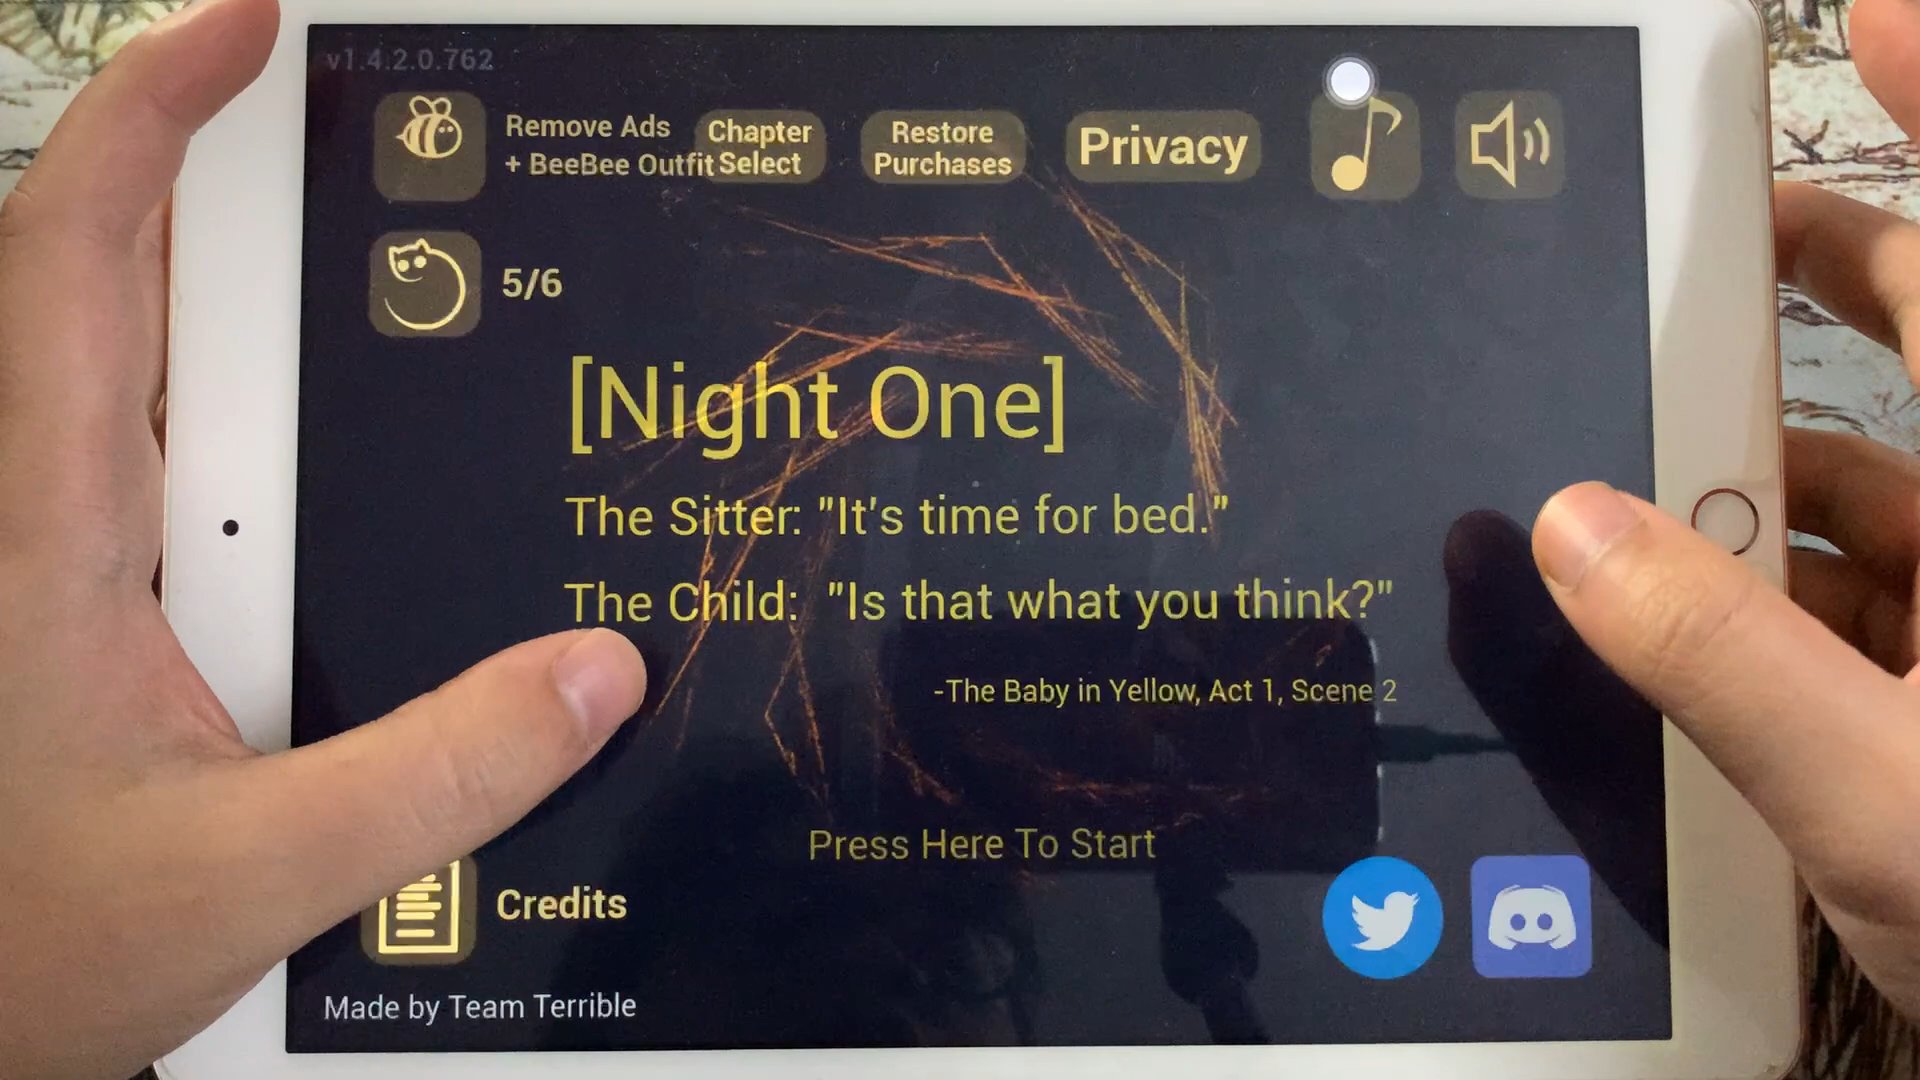 v1.4.2.0.762
Remove Ads
+ BeeBee Outfit
Chapter
Select
Restore
Purchases
Privacy
5/6
[Night One]
The Sitter: "It's time for bed."
The Child: "Is that what you think?"
-The Baby in Yellow, Act 1, Scene 2
Press Here To Start
Credits
Made by Team Terrible